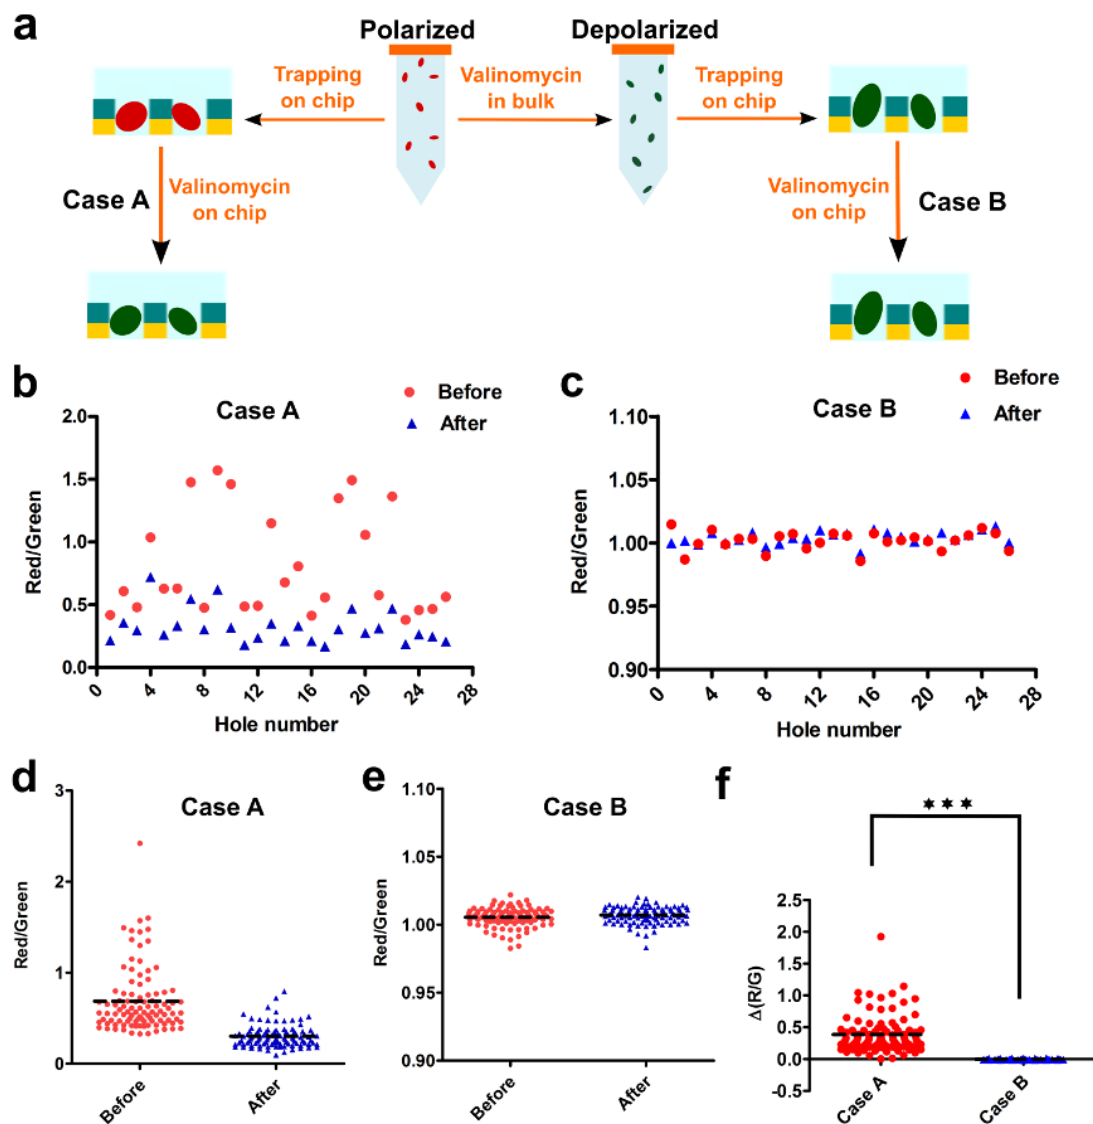 a
Polarized
Depolarized
Trapping
on chip
Valinomycin
in bulk
Trapping
on chip
Case A
Valinomycin
on chip
Valinomycin
on chip
Case B
b
Case A
Before
After
Red/Green
2.0
1.5
1.0
0.5
0.0
0 4 8 12 16 20 24 28
Hole number
c
Case B
Before
After
Red/Green
1.10
1.05
1.00
0.95
0.90
0 4 8 12 16 20 24 28
Hole number
d
Case A
Red/Green
3
2
1
0
Before After
e
Case B
Red/Green
1.10
1.05
1.00
0.95
0.90
Before After
f
***
Δ(R/G)
2.5
2.0
1.5
1.0
0.5
0.0
-0.5
Case A Case B